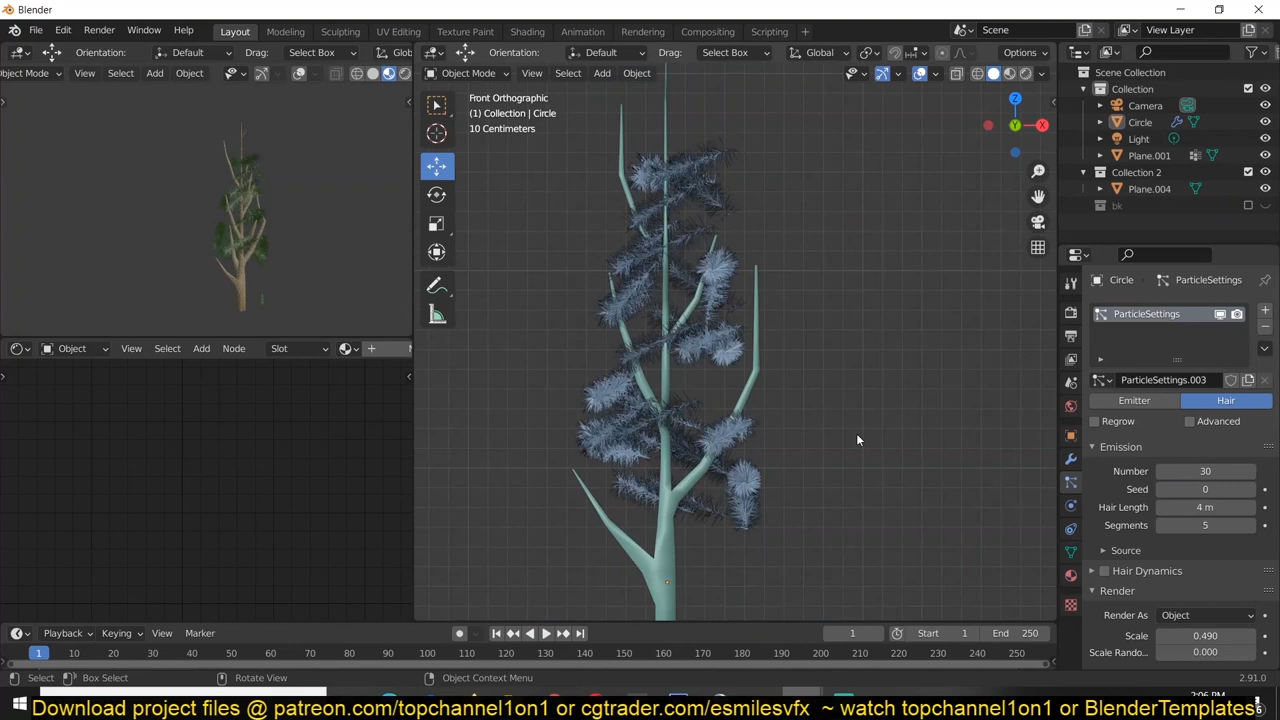 Blender
File Edit Render Window Help Layout Modeling Sculpting UV Editing Texture Paint Shading Animation Rendering Compositing Scripting + Scene View Layer
Orientation: Default Drag: Select Box Glob
Orientation: Default Drag: Select Box Global Options
bject Mode View Select Add Object
Object Mode View Select Add Object
Front Orthographic
(1) Collection | Circle
10 Centimeters
Z
Y X
Scene Collection
Collection
Camera
Circle
Light
Plane.001
Collection 2
Plane.004
bk
Circle ParticleSettings
ParticleSettings
ParticleSettings.003
Emitter Hair
Regrow Advanced
Emission
Number 30
Seed 0
Hair Length 4 m
Segments 5
Source
Hair Dynamics
Render
Render As Object
Scale 0.490
Scale Rando... 0.000
Object View Select Add Node Slot
Playback Keying View Marker 1 Start 1 End 250
1 10 20 30 40 50 60 70 80 90 100 110 120 130 140 150 160 170 180 190 200 210 220 230 240 250
Select Box Select Rotate View Object Context Menu 2.91.0
2:06 PM
Download project files @ patreon.com/topchannel1on1 or cgtrader.com/esmilesvfx ~ watch topchannel1on1 or BlenderTemplates